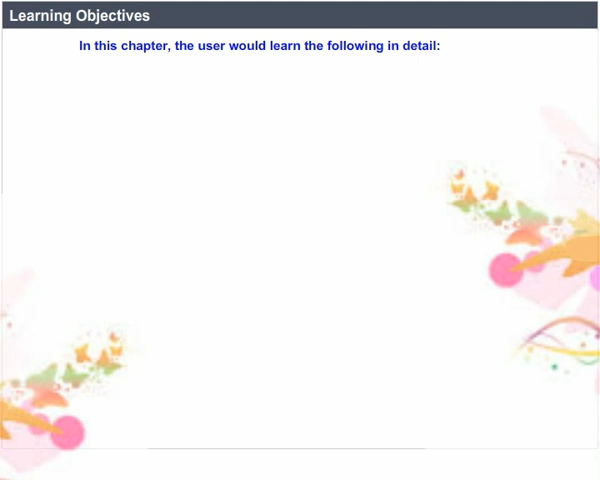 Learning Objectives
In this chapter, the user would learn the following in detail: